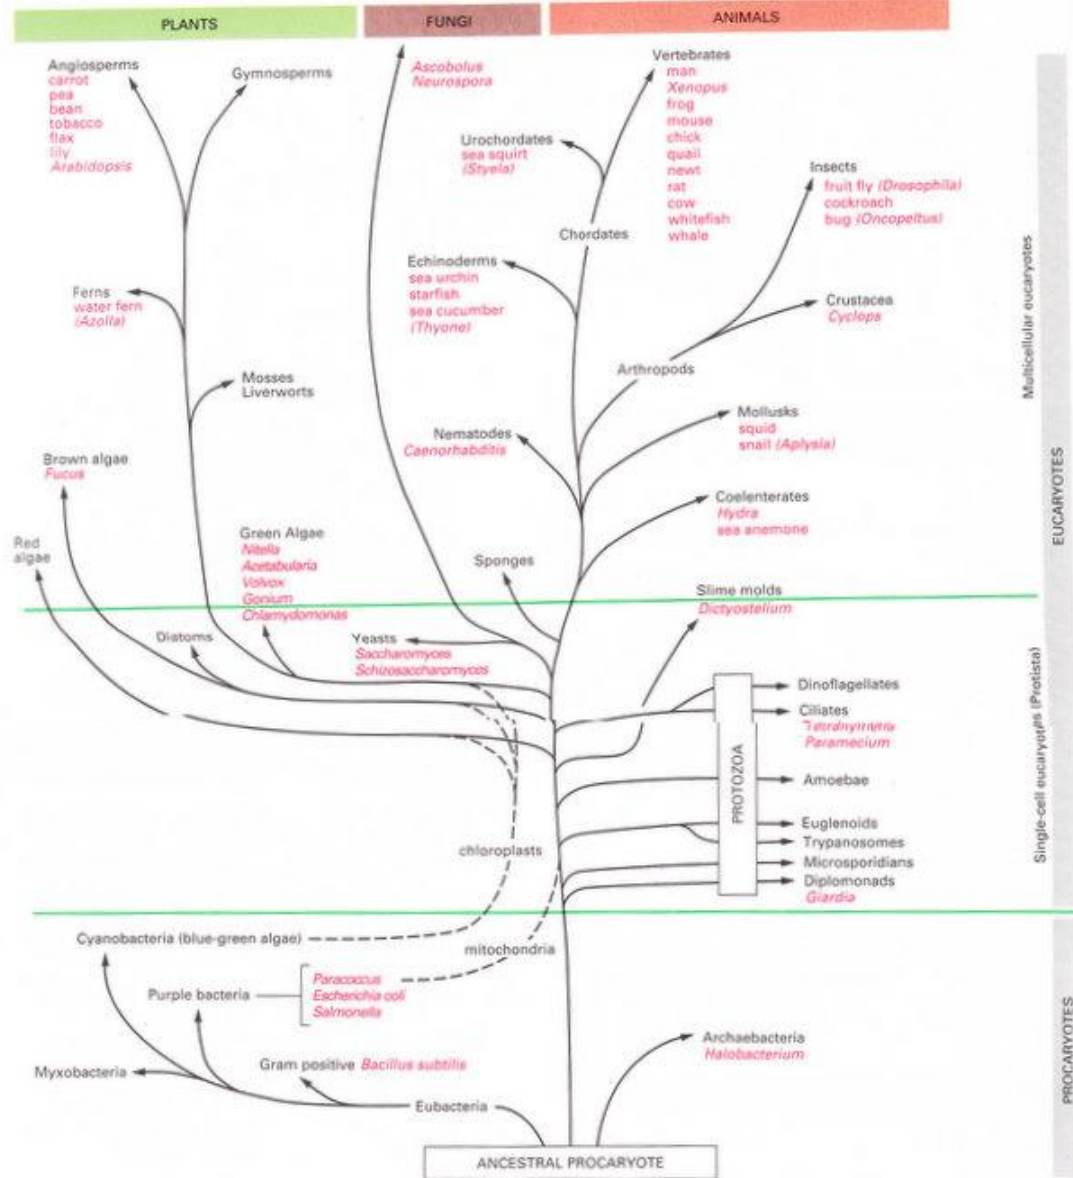 PLANTS
FUNGI
ANIMALS
Angiosperms
carrot
pea
bean
tobacco
flax
lily
Arabidopsis
Gymnosperms
Ascobolus
Neurospora
Vertebrates
man
Xenopus
frog
mouse
chick
quail
newt
rat
cow
whitefish
whale
Urochordates
sea squirt
(Styela)
Insects
fruit fly (Drosophila)
cockroach
bug (Oncopeltus)
Chordates
Echinoderms
sea urchin
starfish
sea cucumber
(Thyone)
Ferns
water fern
(Azolla)
Crustacea
Cyclops
Arthropods
Mosses
Liverworts
Mollusks
squid
snail (Aplysia)
Nematodes
Caenorhabditis
Brown algae
Fucus
Coelenterates
Hydra
sea anemone
Red
algae
Green Algae
Nitella
Acetabularia
Volvox
Gonium
Chlamydomonas
Sponges
Slime molds
Dictyostelium
Diatoms
Yeasts
Saccharomyces
Schizosaccharomyces
Dinoflagellates
Ciliates
Tetrahymena
Paramecium
PROTOZOA
Amoebae
Euglenoids
Trypanosomes
Microsporidians
Diplomonads
Giardia
chloroplasts
Cyanobacteria (blue-green algae)
mitochondria
Purple bacteria
Paracoccus
Escherichia coli
Salmonella
Archaebacteria
Halobacterium
Myxobacteria
Gram positive Bacillus subtilis
Eubacteria
ANCESTRAL PROCARYOTE
Multicellular eucaryotes
EUCARYOTES
Single-cell eucaryotes (Protista)
PROCARYOTES